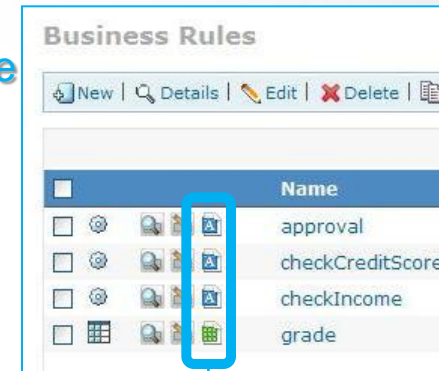 Business Rules
e
New | Details | Edit | Delete |
Name
approval
checkCreditScore
checkIncome
grade